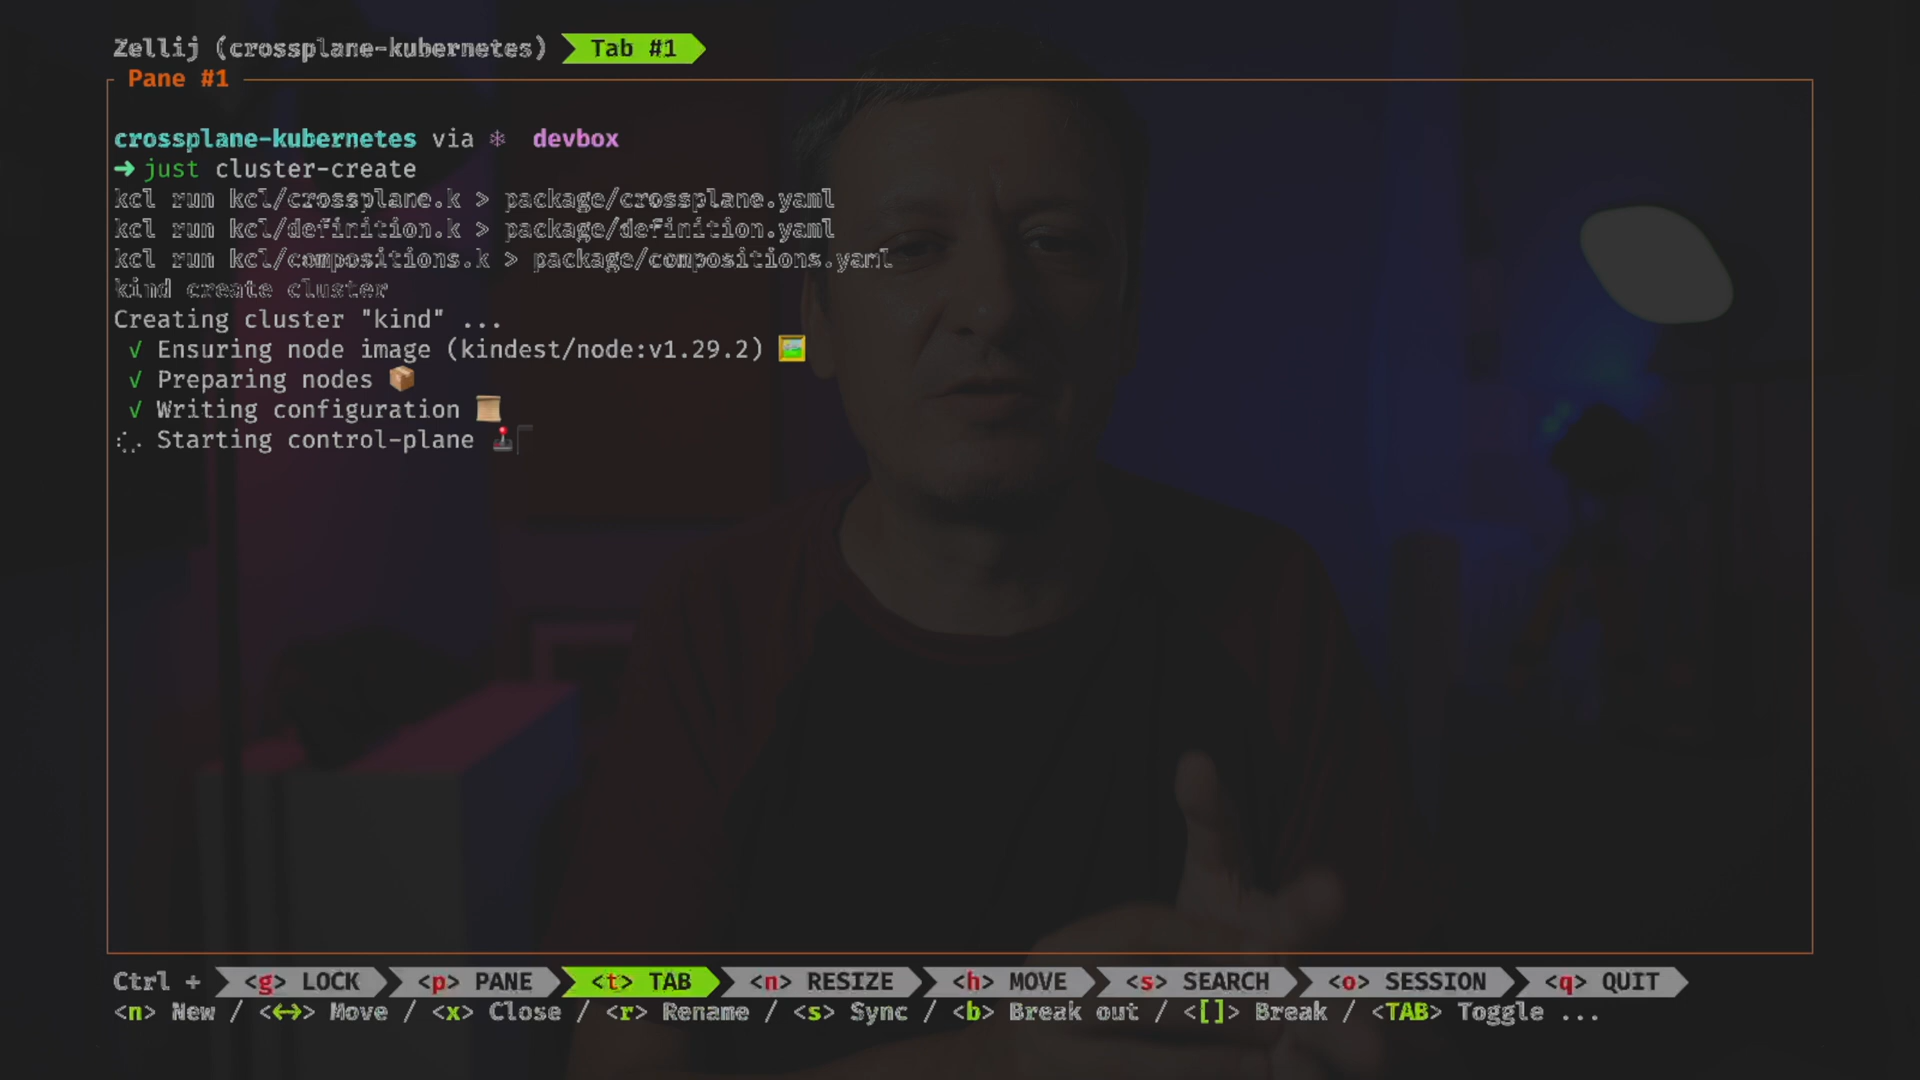 Zellij (crossplane-kubernetes) Tab #1
Pane #1
crossplane-kubernetes via ❄ devbox
➜ just cluster-create
kcl run kcl/crossplane.k > package/crossplane.yaml
kcl run kcl/definition.k > package/definition.yaml
kcl run kcl/compositions.k > package/compositions.yaml
kind create cluster
Creating cluster "kind" ...
✓ Ensuring node image (kindest/node:v1.29.2) 🖼
✓ Preparing nodes 📦
✓ Writing configuration 📜
Starting control-plane 🕹
Ctrl + <g> LOCK <p> PANE <t> TAB <n> RESIZE <h> MOVE <s> SEARCH <o> SESSION <q> QUIT
<n> New / <↔> Move / <x> Close / <r> Rename / <s> Sync / <b> Break out / <[]> Break / <TAB> Toggle ...